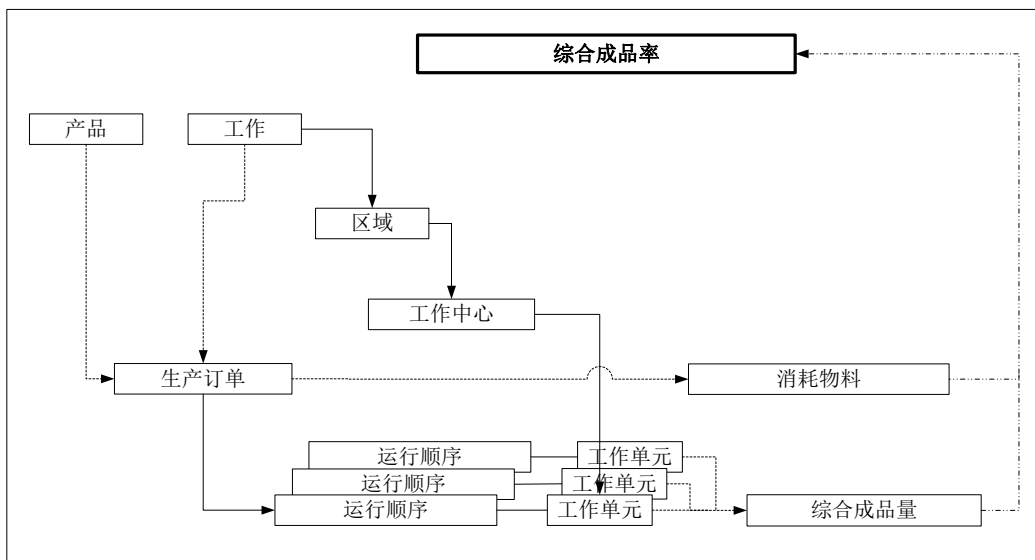 综合成品率
产品
工作
区域
工作中心
生产订单
消耗物料
运行顺序
工作单元
运行顺序
工作单元
运行顺序
工作单元
综合成品量